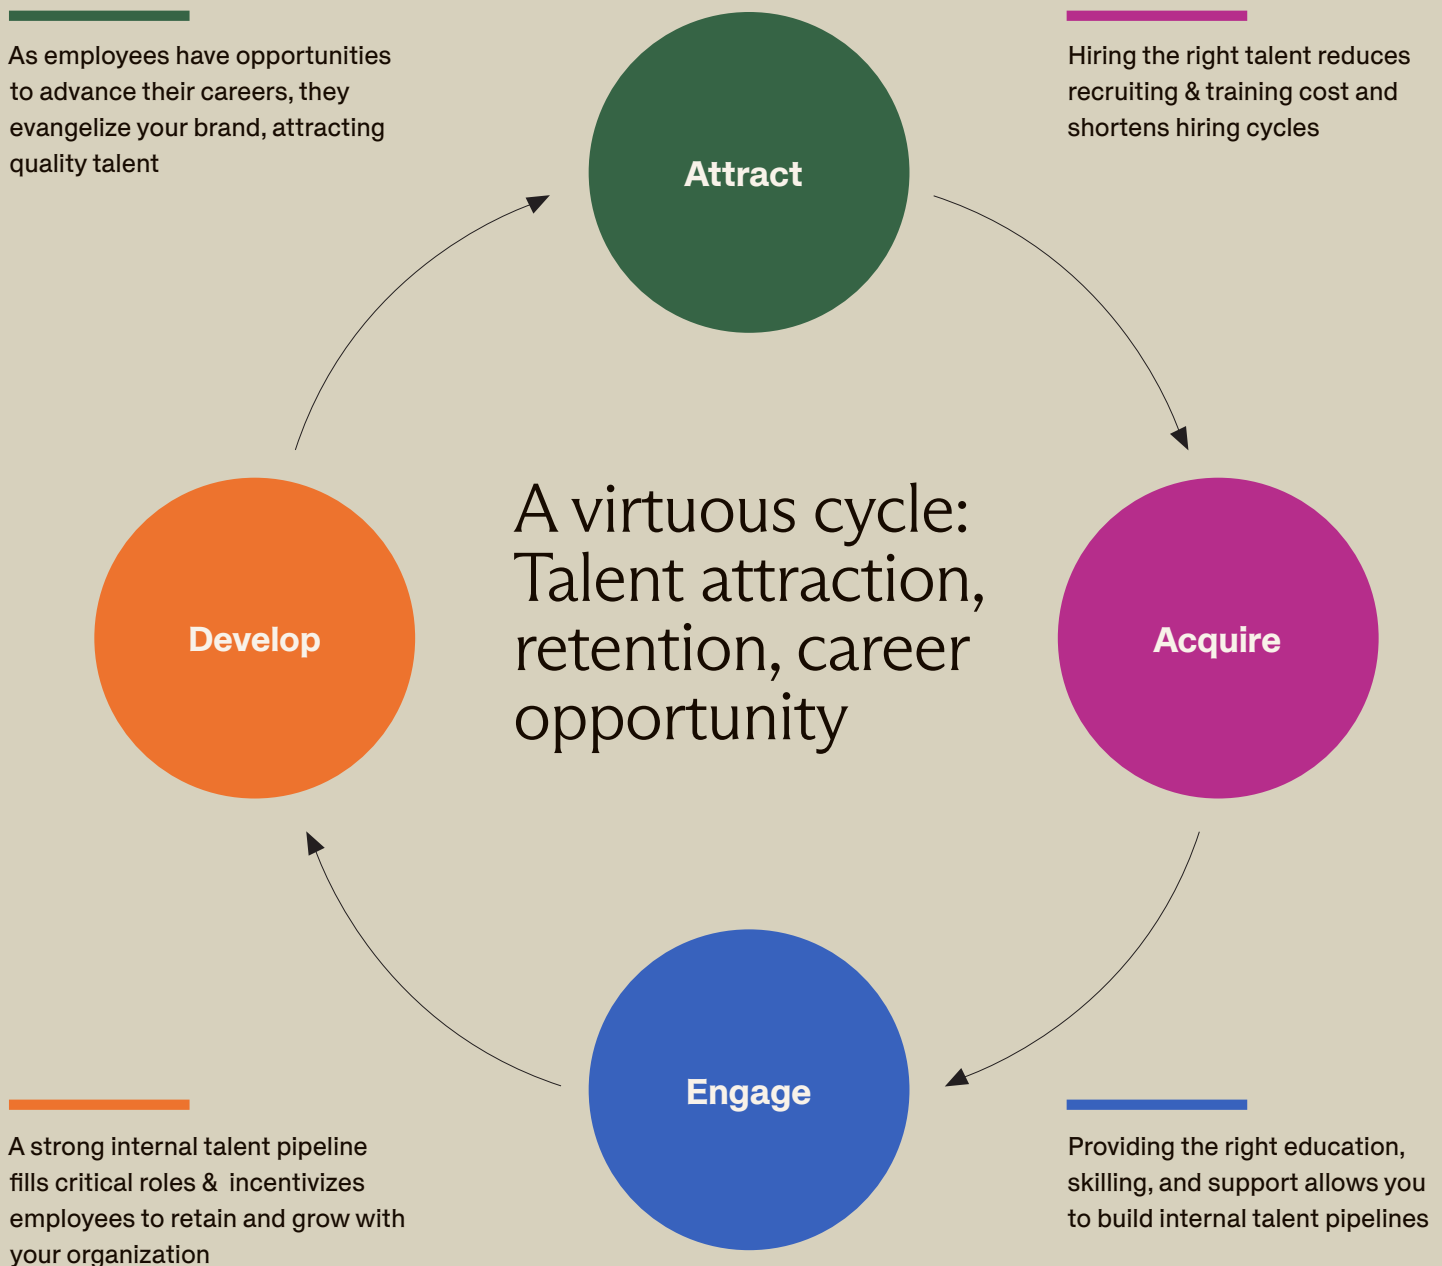 As employees have opportunities
to advance their careers, they
evangelize your brand, attracting
quality talent
Hiring the right talent reduces
recruiting & training cost and
shortens hiring cycles
Attract
A virtuous cycle:
Talent attraction,
retention, career
opportunity
Develop
Acquire
Engage
A strong internal talent pipeline
fills critical roles &  incentivizes
employees to retain and grow with
your organization
Providing the right education,
skilling, and support allows you
to build internal talent pipelines